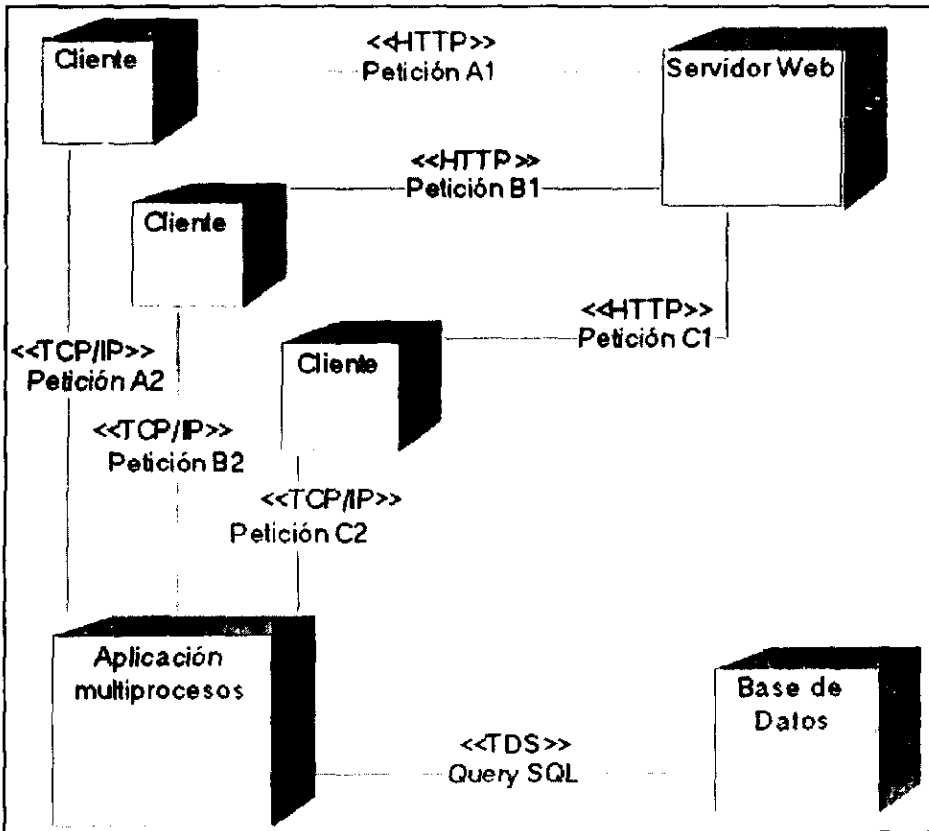 Cliente
<<HTTP>>
Petición A1
Servidor Web
<<HTTP>>
Petición B1
Cliente
<<HTTP>>
Petición C1
<<TCP/IP>>
Petición A2
Cliente
<<TCP/IP>>
Petición B2
<<TCP/IP>>
Petición C2
Aplicación
multiprocesos
Base de
Datos
<<TDS>>
Query SQL